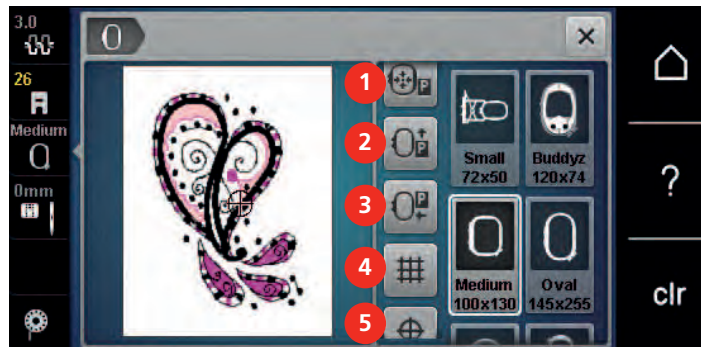 3.0
26
Medium
0mm
1
2
3
4
5
P
P
P
Small
72x50
Buddyz
120x74
Medium
100x130
Oval
145x255
?
clr